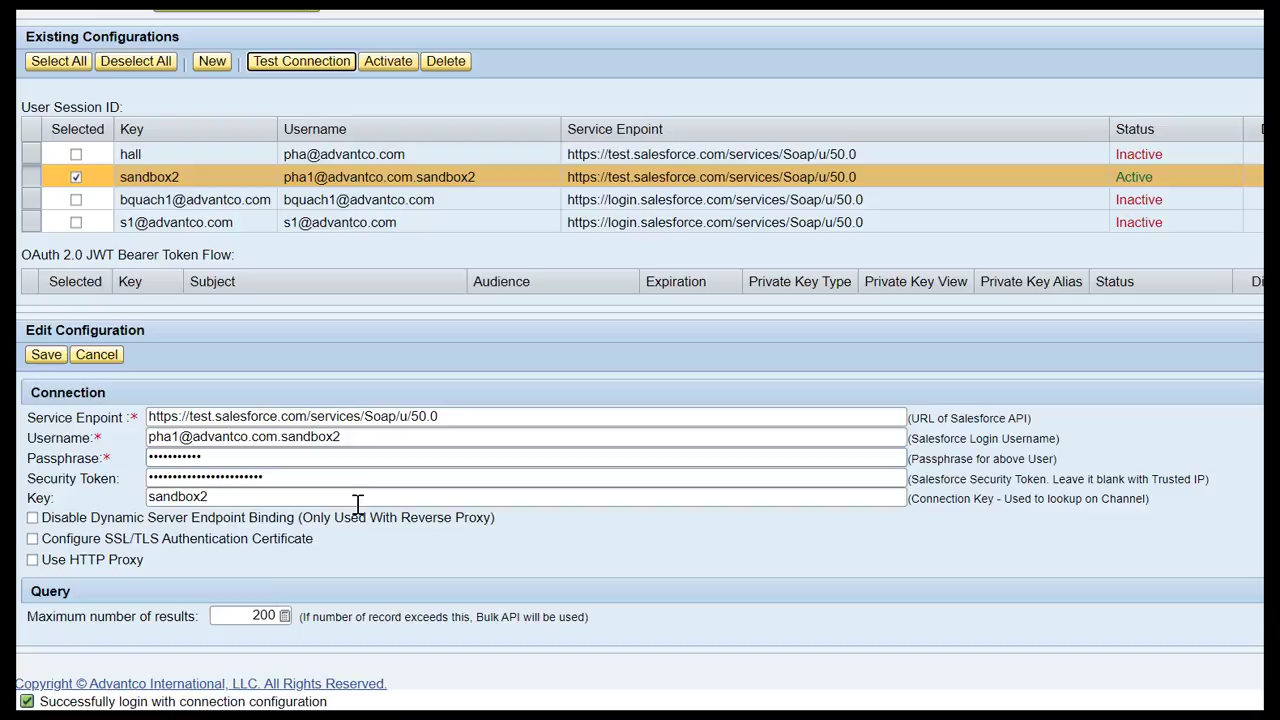 Existing Configurations
Select All Deselect All | New | Test Connection Activate Delete
User Session ID:
Selected Key Username Service Enpoint Status
hall pha@advantco.com https://test.salesforce.com/services/Soap/u/50.0 Inactive
sandbox2 pha1@advantco.com.sandbox2 https://test.salesforce.com/services/Soap/u/50.0 Active
bquach1@advantco.com bquach1@advantco.com https://login.salesforce.com/services/Soap/u/50.0 Inactive
s1@advantco.com s1@advantco.com https://login.salesforce.com/services/Soap/u/50.0 Inactive
OAuth 2.0 JWT Bearer Token Flow:
Selected Key Subject Audience Expiration Private Key Type Private Key View Private Key Alias Status Di
Edit Configuration
Save Cancel
Connection
Service Enpoint :* https://test.salesforce.com/services/Soap/u/50.0 (URL of Salesforce API)
Username:* pha1@advantco.com.sandbox2 (Salesforce Login Username)
Passphrase:* ••••••••••• (Passphrase for above User)
Security Token: •••••••••••••••••••••••• (Salesforce Security Token. Leave it blank with Trusted IP)
Key: sandbox2 (Connection Key - Used to lookup on Channel)
Disable Dynamic Server Endpoint Binding (Only Used With Reverse Proxy)
Configure SSL/TLS Authentication Certificate
Use HTTP Proxy
Query
Maximum number of results: 200 (If number of record exceeds this, Bulk API will be used)
Copyright © Advantco International, LLC. All Rights Reserved.
Successfully login with connection configuration